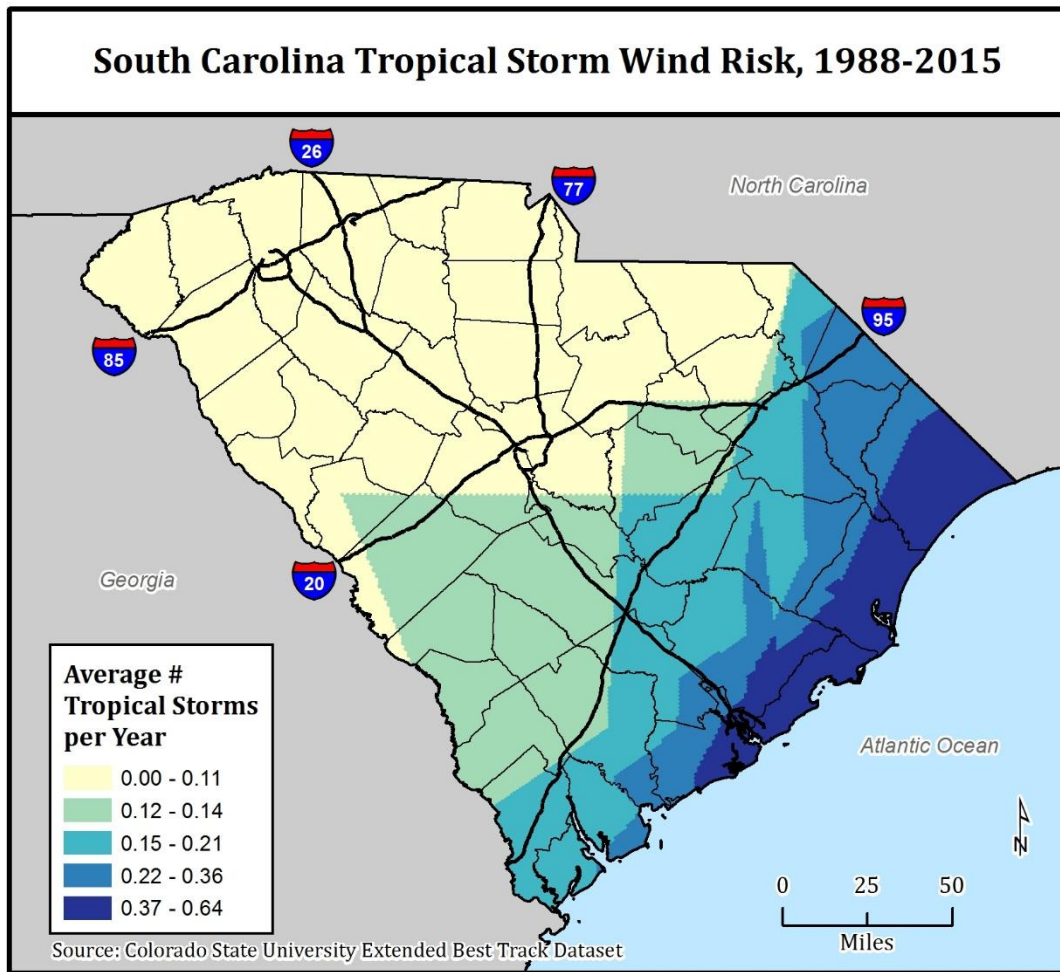 South Carolina Tropical Storm Wind Risk, 1988-2015
26
77
North Carolina
95
85
20
Georgia
Atlantic Ocean
Average #
Tropical Storms
per Year
0.00 - 0.11
0.12 - 0.14
0.15 - 0.21
0.22 - 0.36
0.37 - 0.64
N
0 25 50
Miles
Source: Colorado State University Extended Best Track Dataset